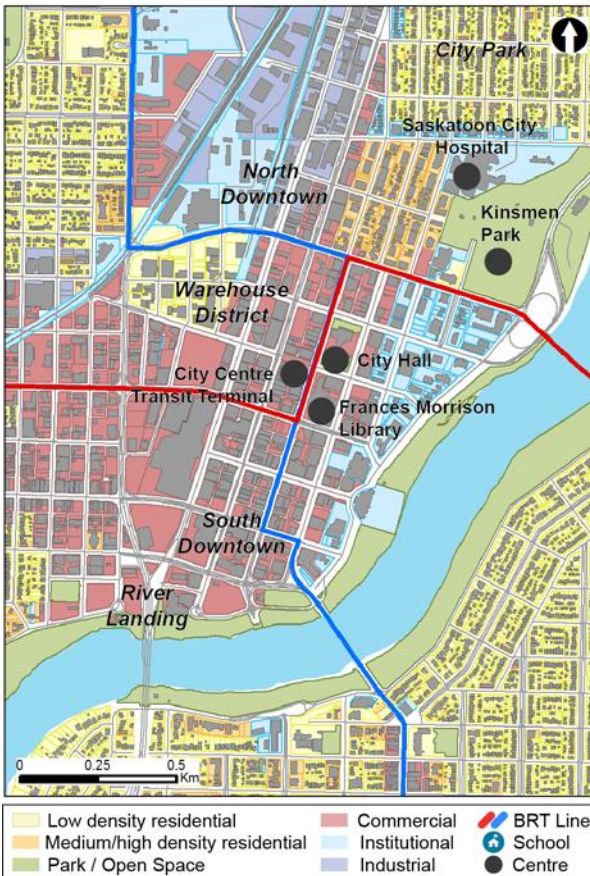 City Park
Saskatoon City
Hospital
North
Downtown
Kinsmen
Park
Warehouse
District
City Centre
Transit Terminal
City Hall
Frances Morrison
Library
South
Downtown
River
Landing
0 0.25 0.5
Km
Low density residential
Medium/high density residential
Park / Open Space
Commercial
Institutional
Industrial
BRT Line
School
Centre